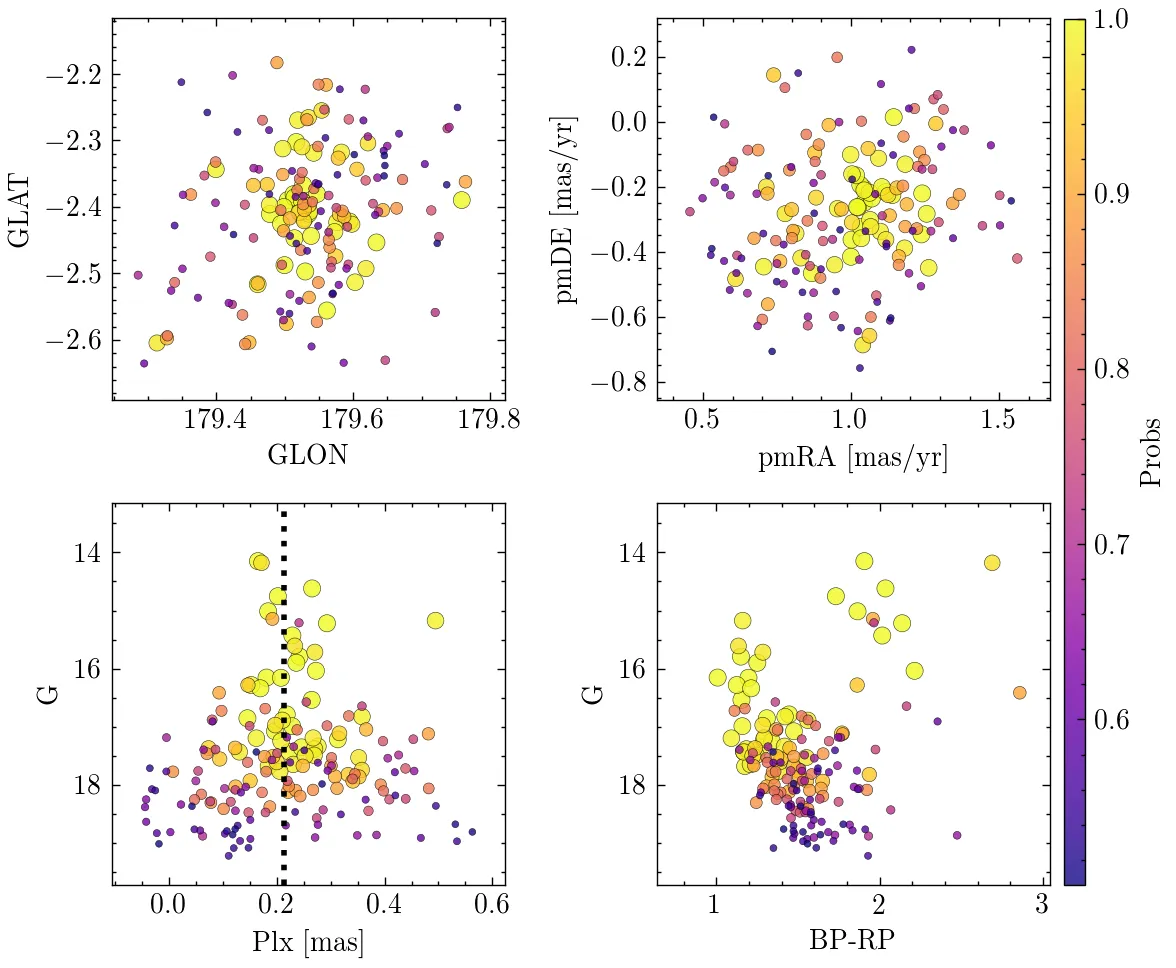 −2.2
−2.3
−2.4
−2.5
−2.6
GLAT
179.4 179.6 179.8
GLON
0.2
0.0
−0.2
−0.4
−0.6
−0.8
pmDE [mas/yr]
0.5 1.0 1.5
pmRA [mas/yr]
14
16
18
G
0.0 0.2 0.4 0.6
Plx [mas]
14
16
18
G
1 2 3
BP-RP
1.0
0.9
0.8
0.7
0.6
Probs